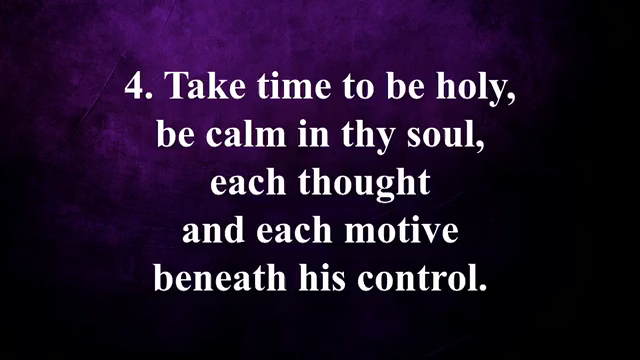 4. Take time to be holy,
be calm in thy soul,
each thought
and each motive
beneath his control.